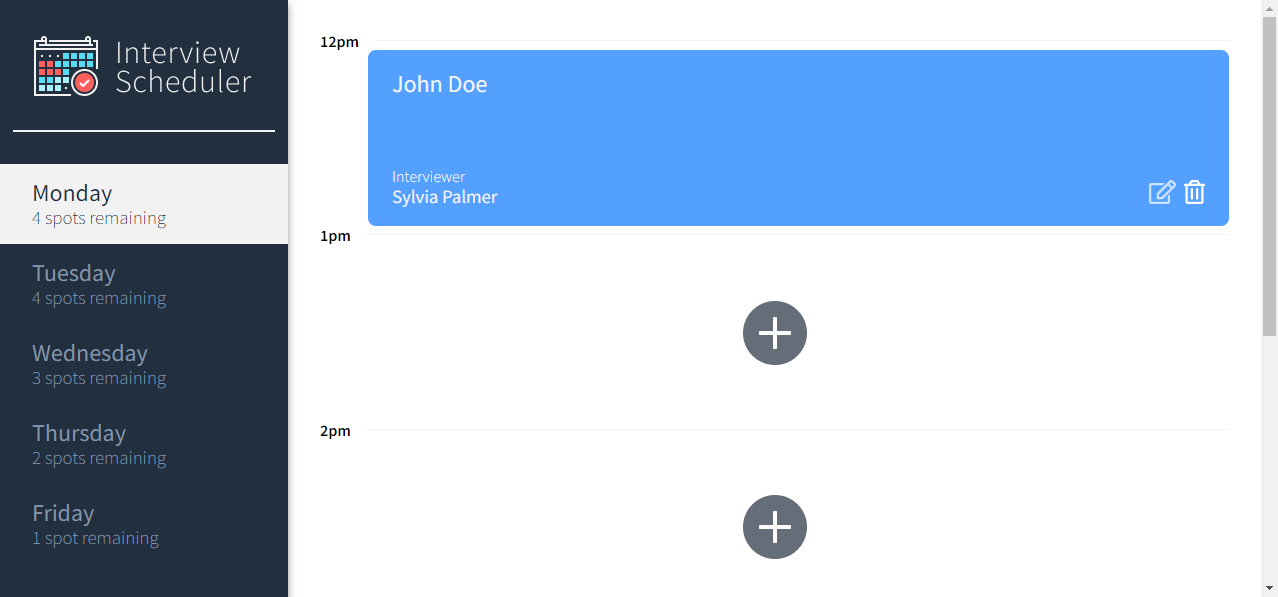 Interview
Scheduler
Monday
4 spots remaining
Tuesday
4 spots remaining
Wednesday
3 spots remaining
Thursday
2 spots remaining
Friday
1 spot remaining
12pm
John Doe
Interviewer
Sylvia Palmer
1pm
2pm